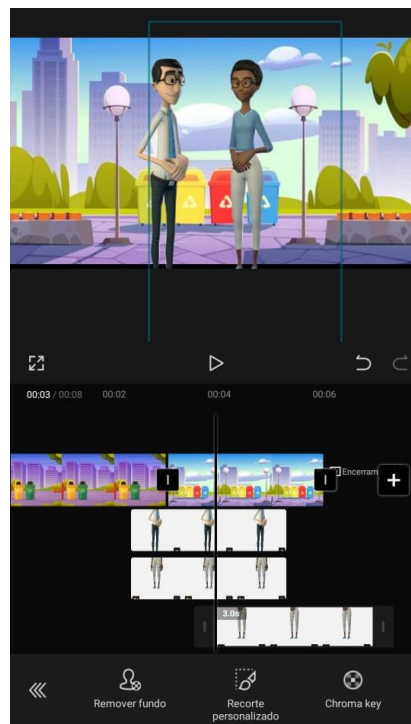 00:03 / 00:08 00:02 00:04 00:06
Encerram
3.0s
Remover fundo
Recorte
personalizado
Chroma key